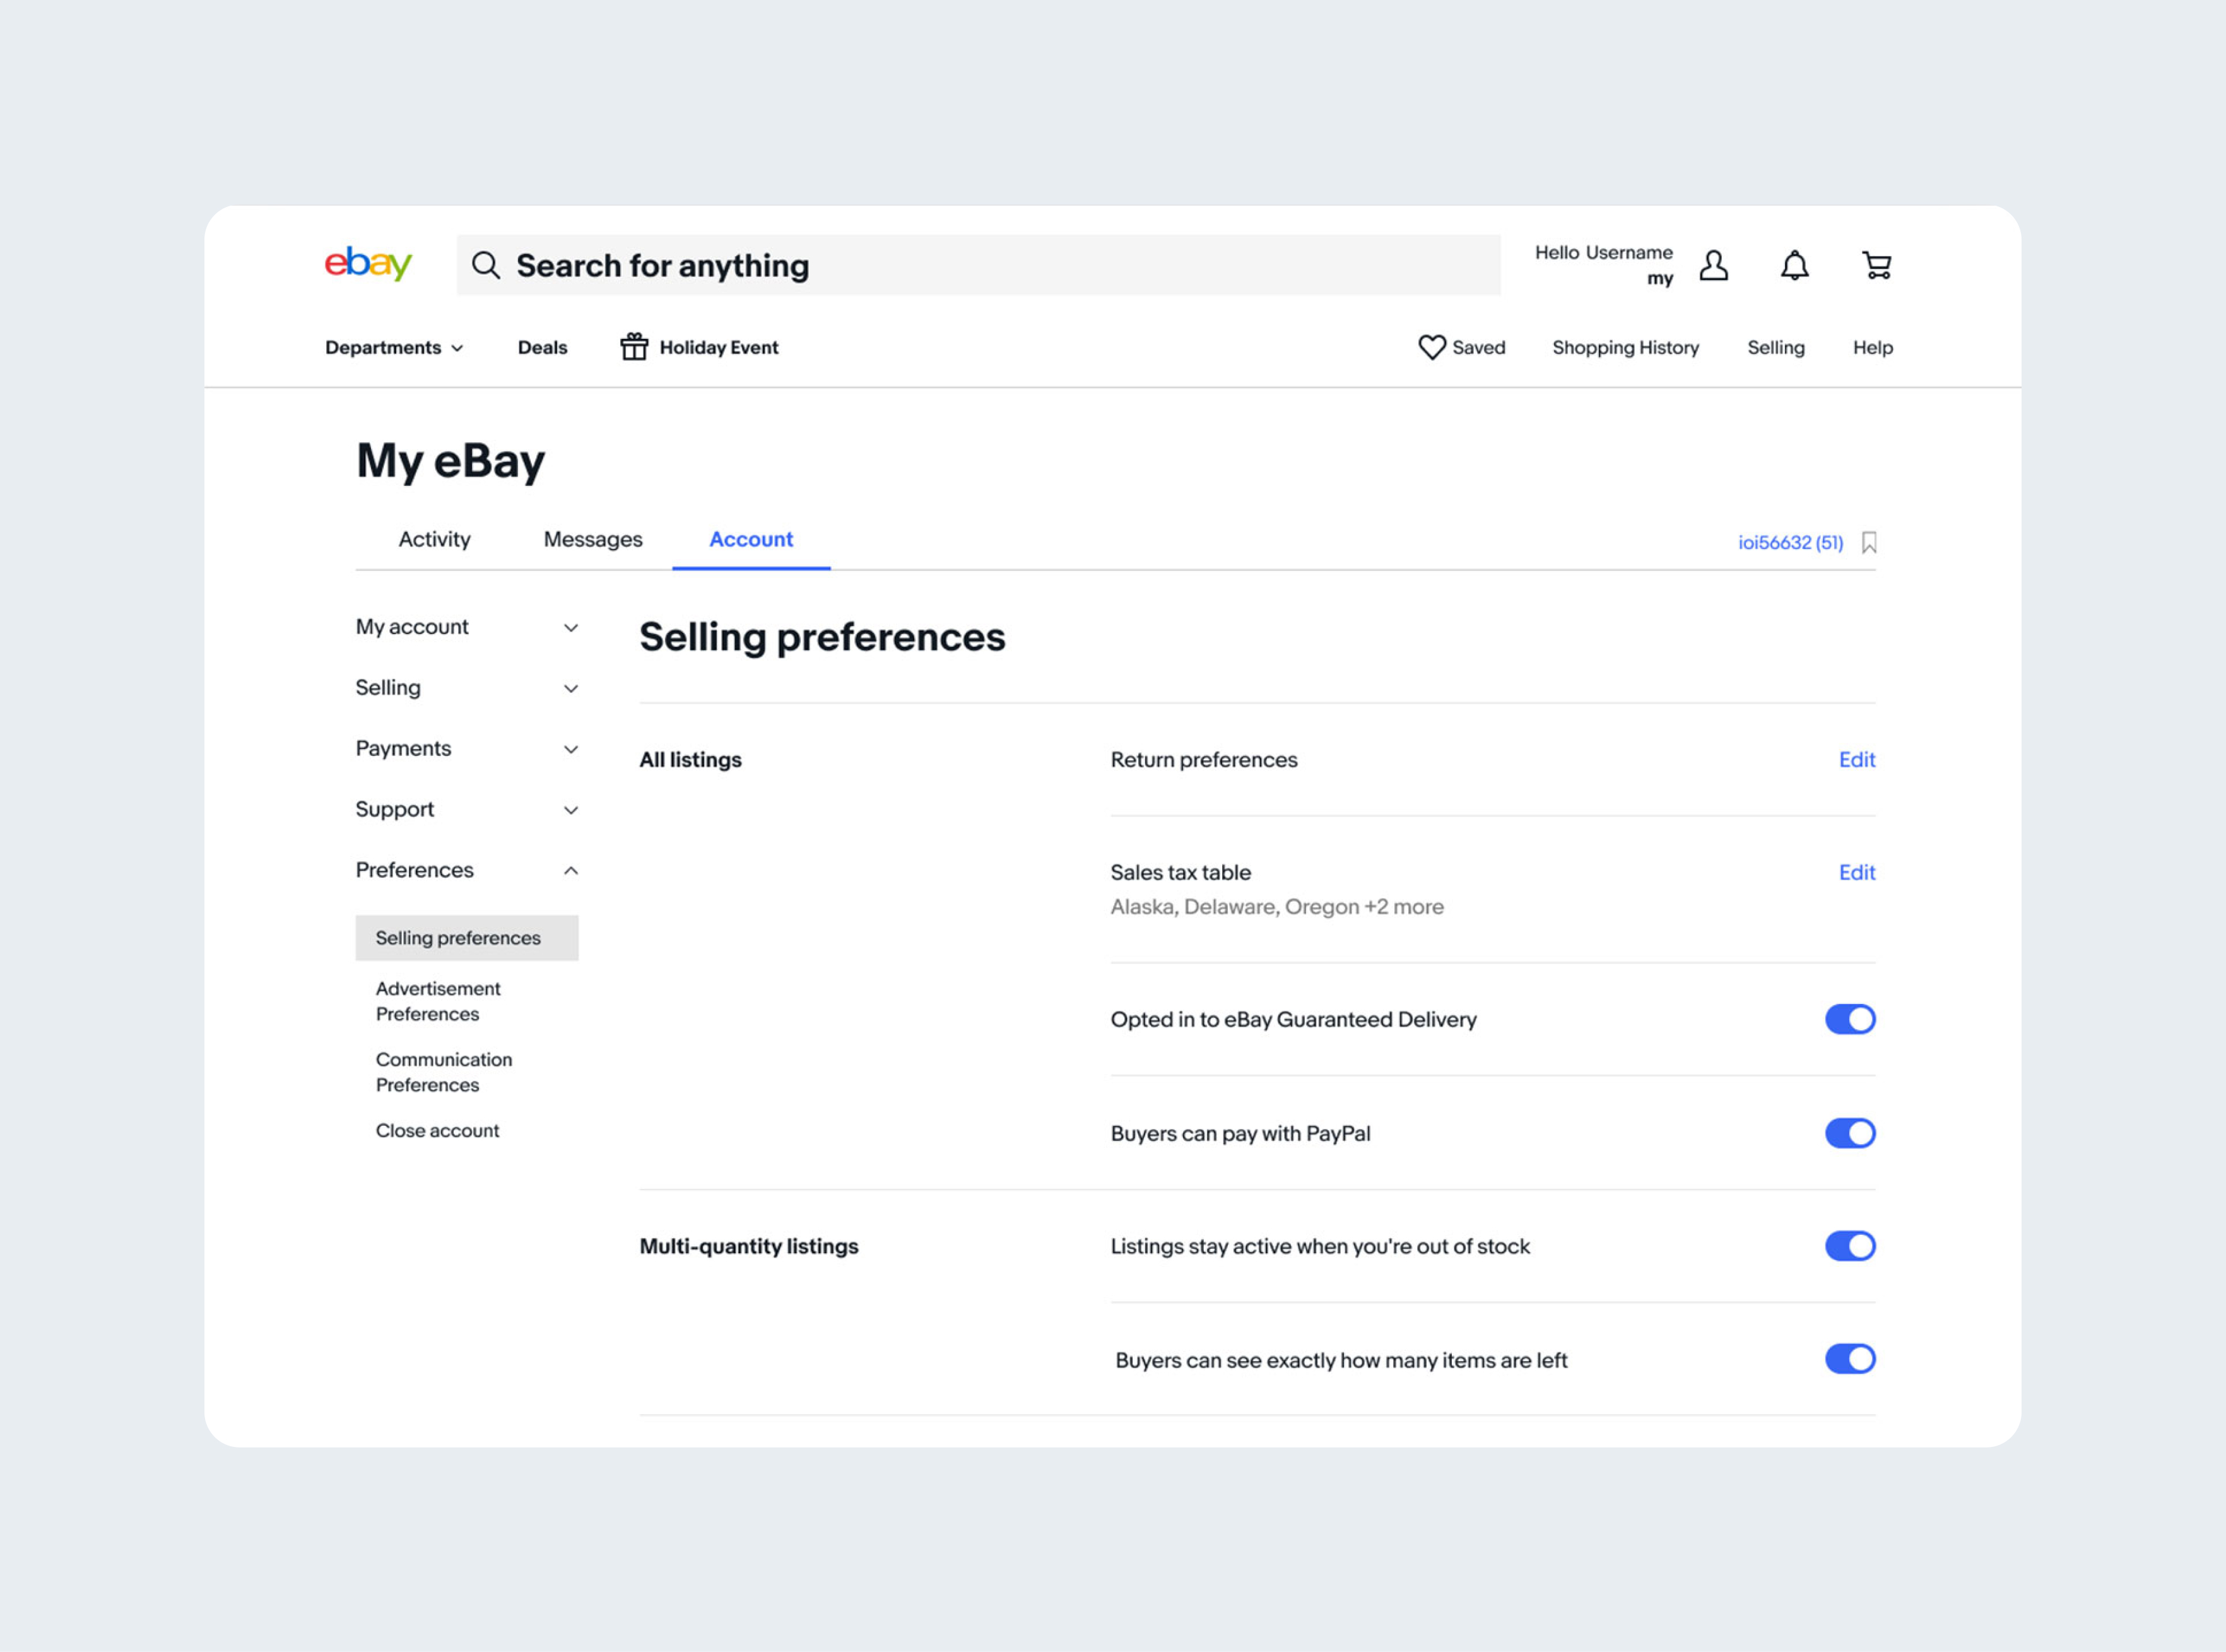 ebay
Search for anything
Hello Username
my
Departments
Deals
Holiday Event
Saved
Shopping History
Selling
Help
My eBay
Activity
Messages
Account
ioi56632 (51)
My account
Selling
Payments
Support
Preferences
Selling preferences
Advertisement
Preferences
Communication
Preferences
Close account
Selling preferences
All listings
Return preferences
Edit
Sales tax table
Edit
Alaska, Delaware, Oregon +2 more
Opted in to eBay Guaranteed Delivery
Buyers can pay with PayPal
Multi-quantity listings
Listings stay active when you're out of stock
Buyers can see exactly how many items are left